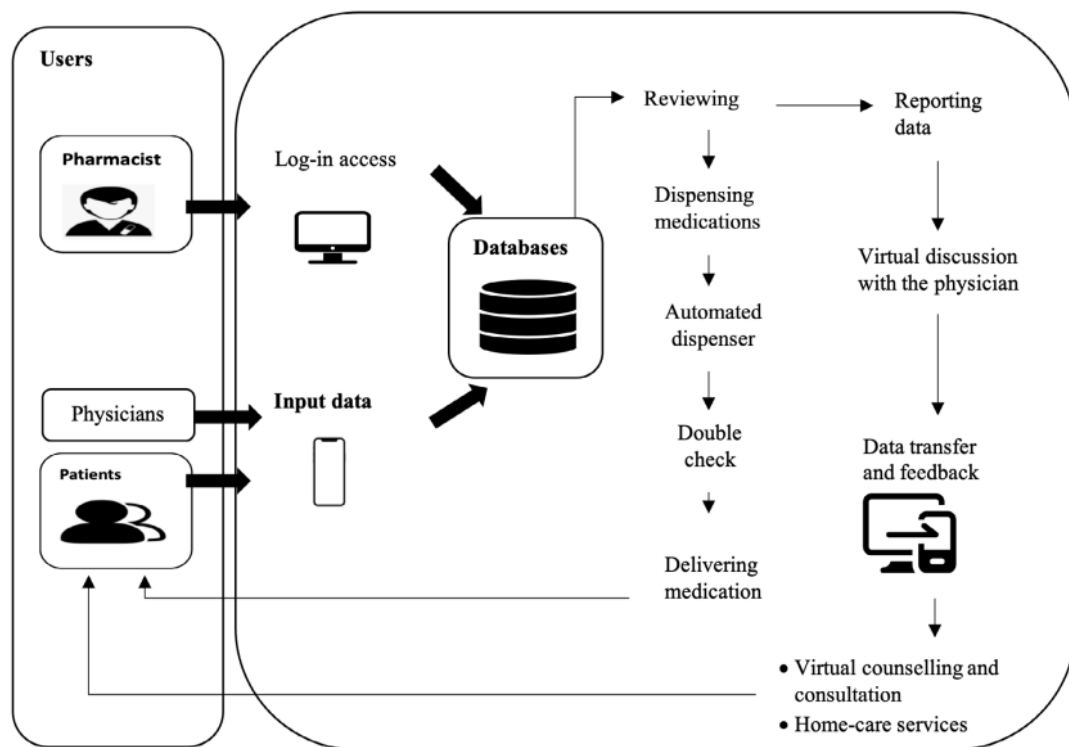 Users
Pharmacist
Physicians
Patients
Log-in access
Input data
Databases
Reviewing
Dispensing
medications
Automated
dispenser
Double
check
Delivering
medication
Reporting
data
Virtual discussion
with the physician
Data transfer
and feedback
• Virtual counselling and
consultation
• Home-care services